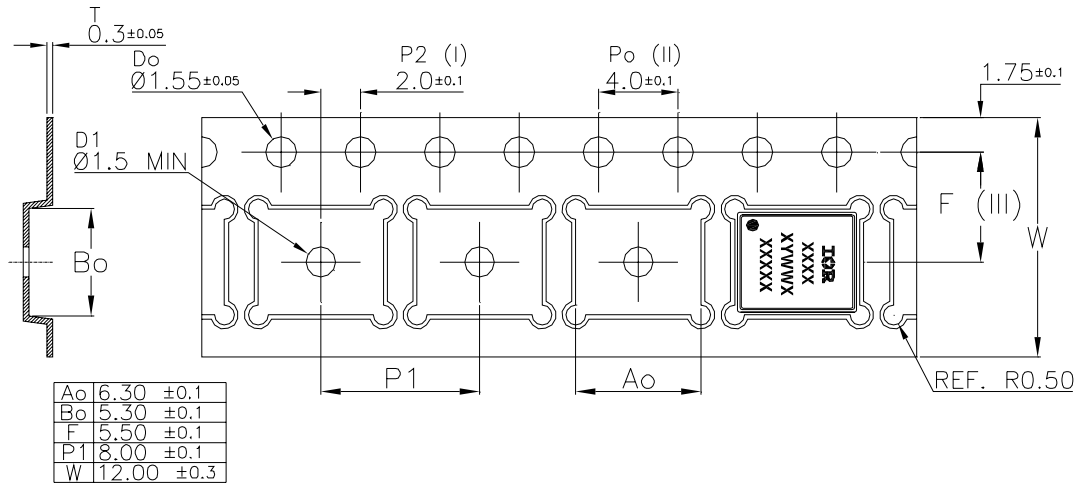 T
0.3±0.05
Do
Ø1.55±0.05
P2 (I)
2.0±0.1
Po (II)
4.0±0.1
1.75±0.1
D1
Ø1.5 MIN
F (III)
W
Bo
IOR
XXXX
XYWWX
XXXXX
P1
Ao
REF. R0.50
Ao 6.30 ±0.1
Bo 5.30 ±0.1
F 5.50 ±0.1
P1 8.00 ±0.1
W 12.00 ±0.3